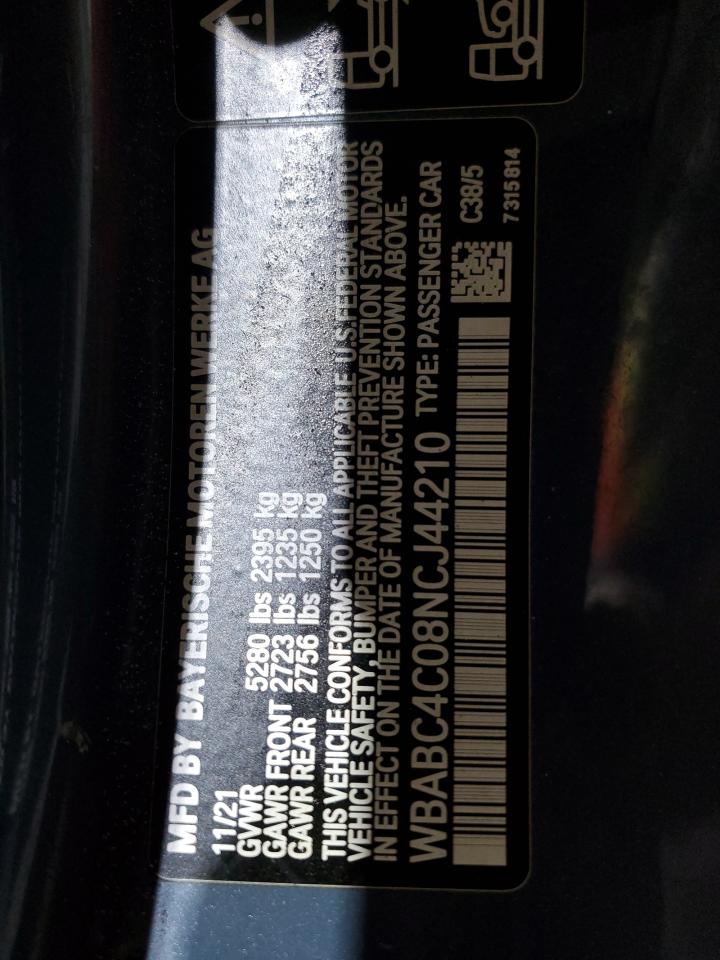 MFD BY BAYERISCHE MOTOREN WERKE AG
11/21
GVWR 5280 lbs 2395 kg
GAWR FRONT 2723 lbs 1235 kg
GAWR REAR 2756 lbs 1250 kg
THIS VEHICLE CONFORMS TO ALL APPLICABLE U.S.FEDERAL MOTOR
VEHICLE SAFETY, BUMPER AND THEFT PREVENTION STANDARDS
IN EFFECT ON THE DATE OF MANUFACTURE SHOWN ABOVE.
WBABC4C08NCJ44210 TYPE: PASSENGER CAR
C38/5
7 315 814